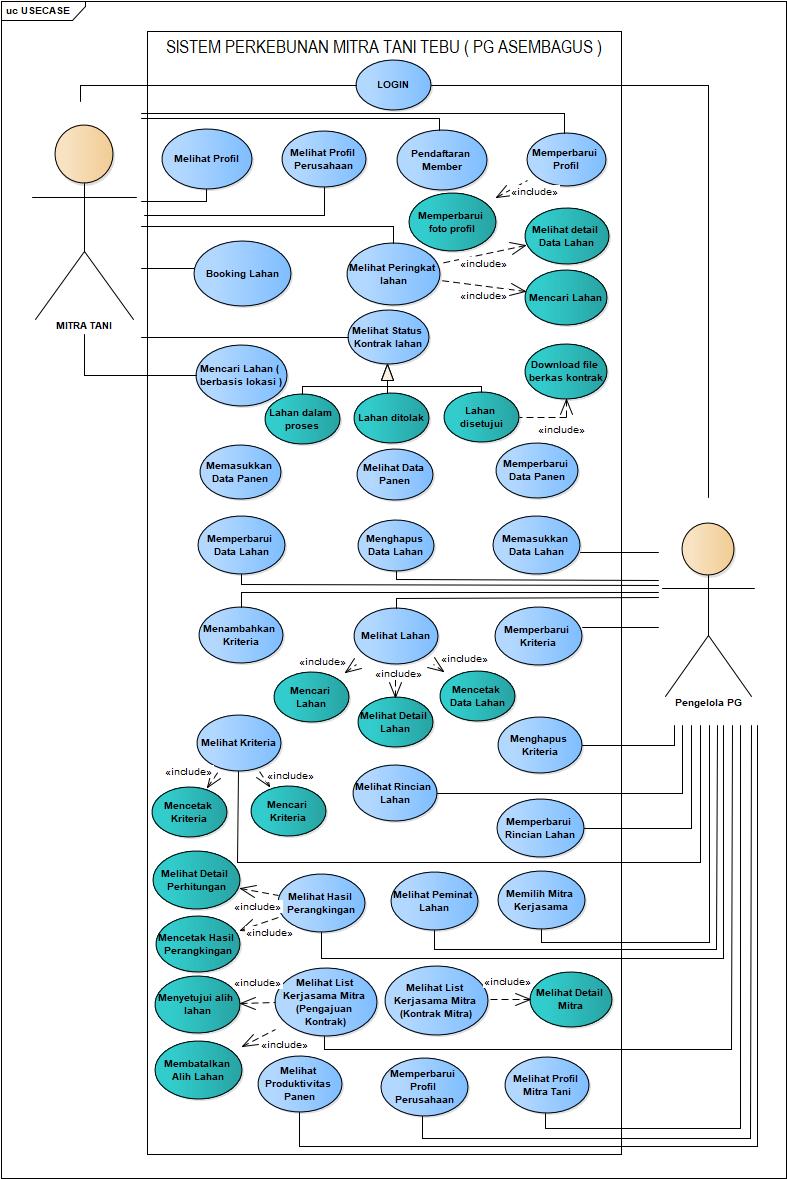 uc USECASE
SISTEM PERKEBUNAN MITRA TANI TEBU ( PG ASEMBAGUS )
LOGIN
Melihat Profil
Melihat Profil
Perusahaan
Pendaftaran
Member
Memperbarui
Profil
«include»
Memperbarui
foto profil
Melihat detail
Data Lahan
Booking Lahan
Melihat Peringkat
lahan
«include»
«include»
Mencari Lahan
MITRA TANI
Melihat Status
Kontrak lahan
Mencari Lahan (
berbasis lokasi )
Download file
berkas kontrak
Lahan dalam
proses
Lahan ditolak
Lahan
disetujui
«include»
Memasukkan
Data Panen
Melihat Data
Panen
Memperbarui
Data Panen
Memperbarui
Data Lahan
Menghapus
Data Lahan
Memasukkan
Data Lahan
Menambahkan
Kriteria
Melihat Lahan
Memperbarui
Kriteria
«include»
«include»
«include»
Mencari
Lahan
Melihat Detail
Lahan
Mencetak
Data Lahan
Pengelola PG
Melihat Kriteria
Menghapus
Kriteria
«include»
«include»
Mencetak
Kriteria
Mencari
Kriteria
Melihat Rincian
Lahan
Memperbarui
Rincian Lahan
Melihat Detail
Perhitungan
«include»
Melihat Hasil
Perangkingan
Melihat Peminat
Lahan
Memilih Mitra
Kerjasama
«include»
Mencetak Hasil
Perangkingan
«include»
Menyetujui alih
lahan
Melihat List
Kerjasama Mitra
(Pengajuan
Kontrak)
Melihat List
Kerjasama Mitra
(Kontrak Mitra)
«include»
Melihat Detail
Mitra
«include»
Membatalkan
Alih Lahan
Melihat
Produktivitas
Panen
Memperbarui
Profil
Perusahaan
Melihat Profil
Mitra Tani